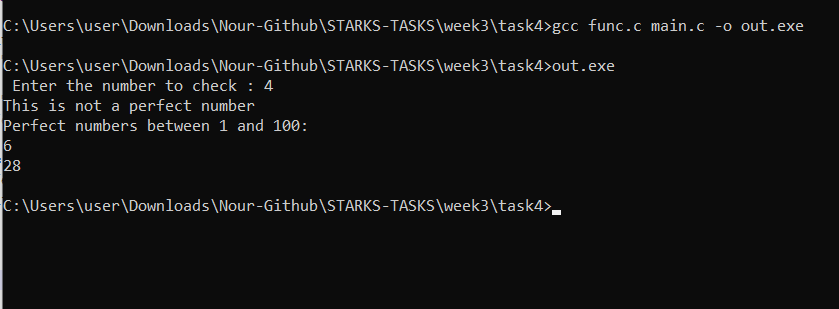 C:\Users\user\Downloads\Nour-Github\STARKS-TASKS\week3\task4>gcc func.c main.c -o out.exe
C:\Users\user\Downloads\Nour-Github\STARKS-TASKS\week3\task4>out.exe
Enter the number to check : 4
This is not a perfect number
Perfect numbers between 1 and 100:
6
28
C:\Users\user\Downloads\Nour-Github\STARKS-TASKS\week3\task4>